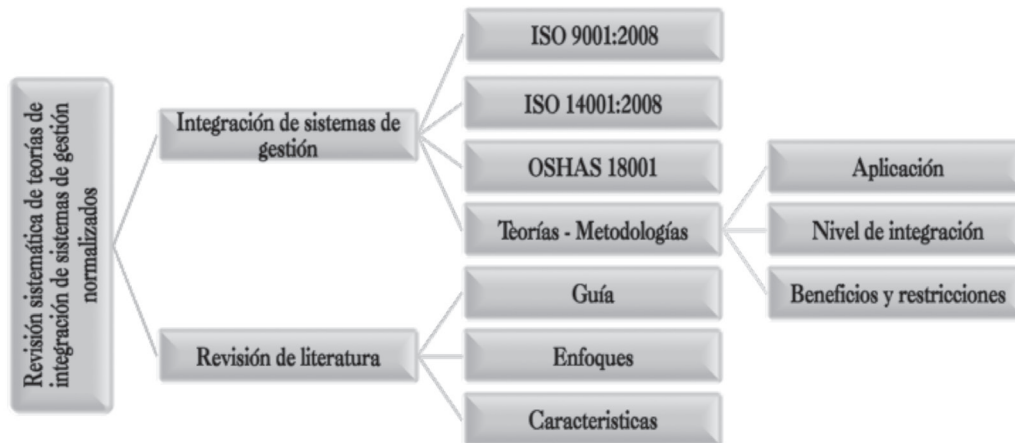 Revisión sistemática de teorías de
integración de sistemas de gestión
normalizados
Integración de sistemas de
gestión
ISO 9001:2008
ISO 14001:2008
OSHAS 18001
Teorías - Metodologías
Aplicación
Nivel de integración
Beneficios y restricciones
Revisión de literatura
Guía
Enfoques
Caracteristicas